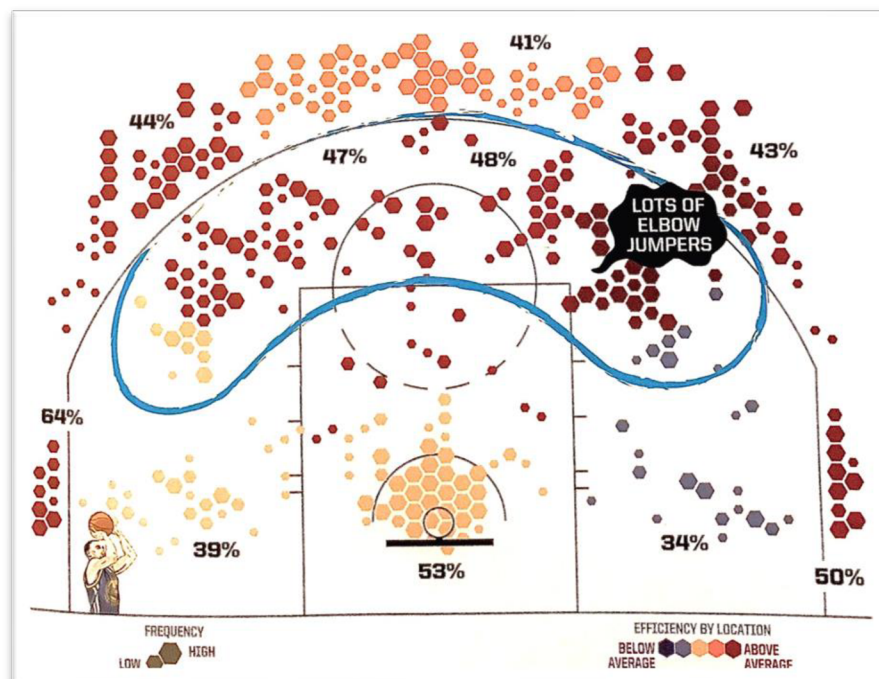 41%
44%
43%
47%
48%
LOTS OF
ELBOW
JUMPERS
64%
39%
34%
53%
50%
FREQUENCY
LOW
HIGH
EFFICIENCY BY LOCATION
BELOW
AVERAGE
ABOVE
AVERAGE